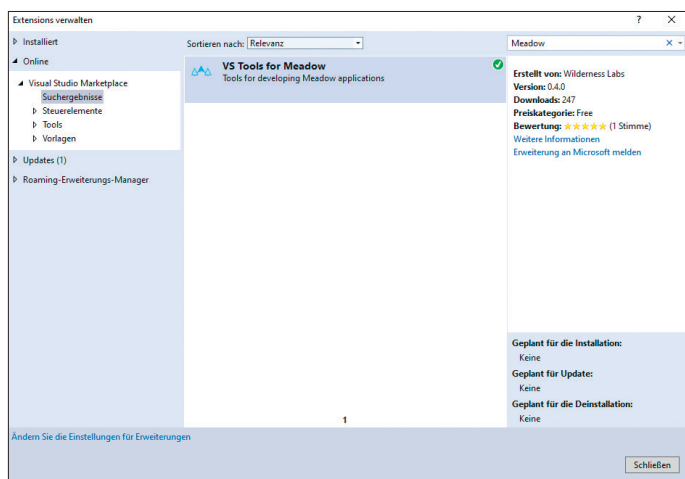 Extensions verwalten
? ×
Installiert
Online
Visual Studio Marketplace
Suchergebnisse
Steuerelemente
Tools
Vorlagen
Updates (1)
Roaming-Erweiterungs-Manager
Sortieren nach: Relevanz
VS Tools for Meadow
Tools for developing Meadow applications
1
Meadow
Erstellt von: Wilderness Labs
Version: 0.4.0
Downloads: 247
Preiskategorie: Free
Bewertung: ★★★★★ (1 Stimme)
Weitere Informationen
Erweiterung an Microsoft melden
Geplant für die Installation:
Keine
Geplant für Update:
Keine
Geplant für die Deinstallation:
Keine
Ändern Sie die Einstellungen für Erweiterungen
Schließen